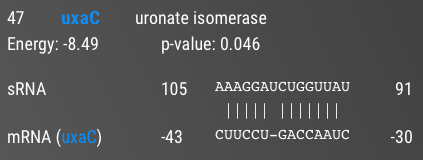 47 uxaC uronate isomerase
Energy: -8.49 p-value: 0.046
sRNA 105 AAAGGAUCUGGUUAU 91
||||| |||||||
mRNA (uxaC) -43 CUUCCU-GACCAAUC -30